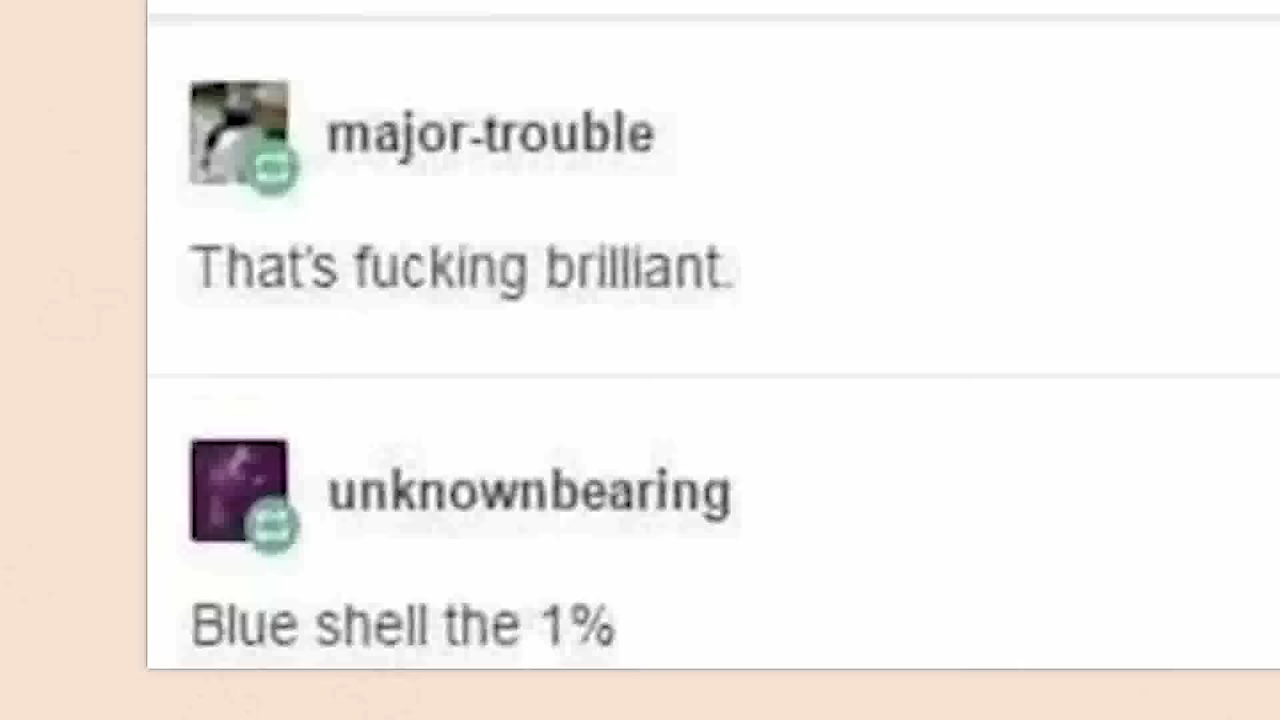 major-trouble
That's fucking brilliant.
unknownbearing
Blue shell the 1%